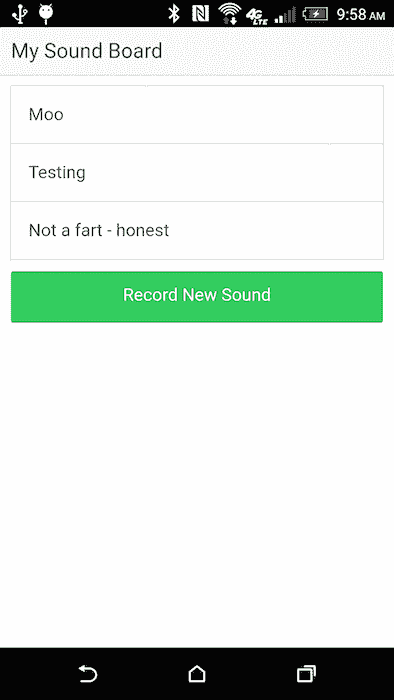 4G LTE 9:58 AM
My Sound Board
Moo
Testing
Not a fart - honest
Record New Sound